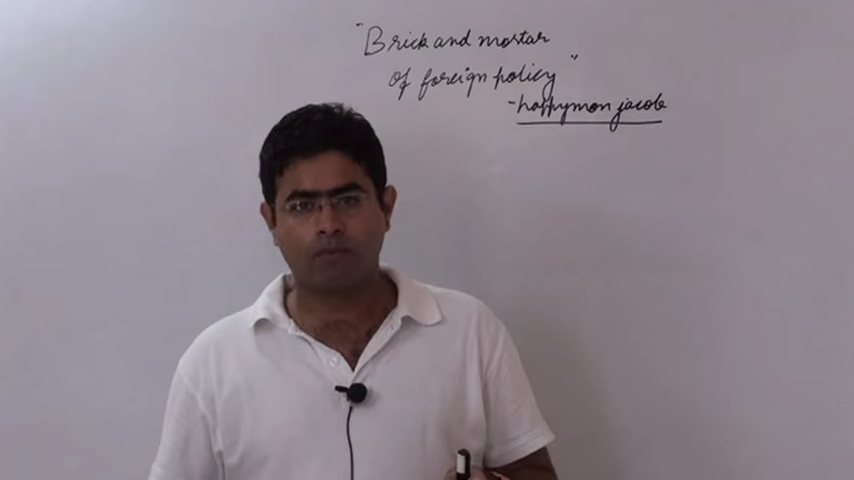 "Brick and mortar
of foreign policy"
- happymon jacob